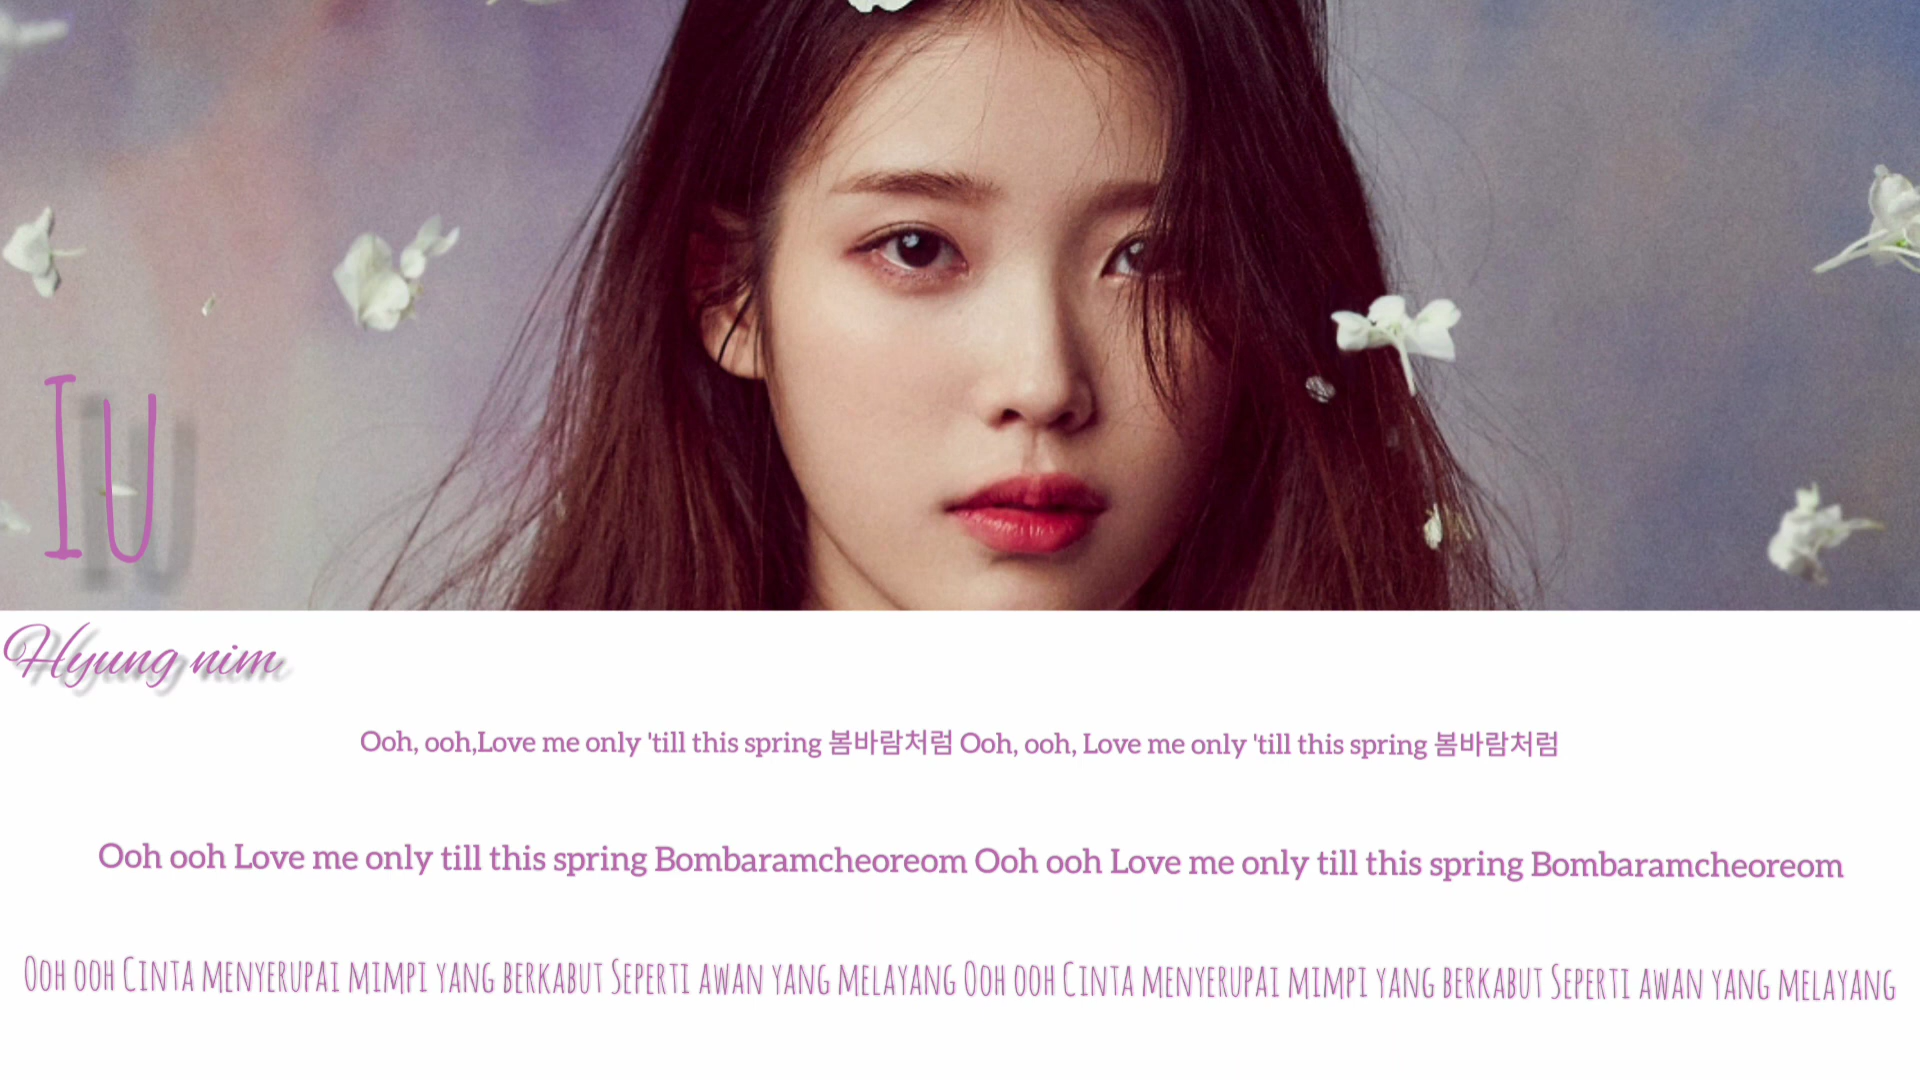 IU
Hyung nim
Ooh, ooh,Love me only 'till this spring 봄바람처럼 Ooh, ooh, Love me only 'till this spring 봄바람처럼
Ooh ooh Love me only till this spring Bombaramcheoreom Ooh ooh Love me only till this spring Bombaramcheoreom
Ooh ooh Cinta menyerupai mimpi yang berkabut Seperti awan yang melayang Ooh ooh Cinta menyerupai mimpi yang berkabut Seperti awan yang melayang